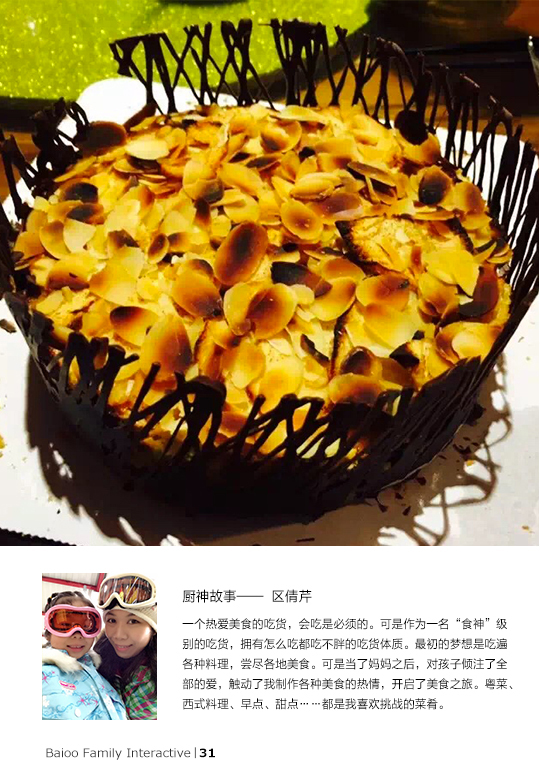 厨神故事—— 区倩芹
一个热爱美食的吃货，会吃是必须的。可是作为一名“食神”级
别的吃货，拥有怎么吃都吃不胖的吃货体质。最初的梦想是吃遍
各种料理，尝尽各地美食。可是当了妈妈之后，对孩子倾注了全
部的爱，触动了我制作各种美食的热情，开启了美食之旅。粤菜、
西式料理、早点、甜点……都是我喜欢挑战的菜肴。
Baioo Family Interactive | 31